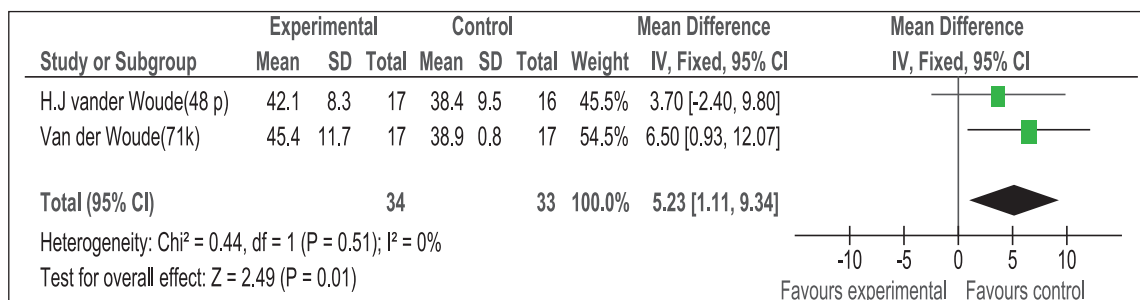 Experimental Control Mean Difference Mean Difference
Study or Subgroup Mean SD Total Mean SD Total Weight IV, Fixed, 95% CI IV, Fixed, 95% CI
H.J vander Woude(48 p) 42.1 8.3 17 38.4 9.5 16 45.5% 3.70 [-2.40, 9.80]
Van der Woude(71k) 45.4 11.7 17 38.9 0.8 17 54.5% 6.50 [0.93, 12.07]
Total (95% CI) 34 33 100.0% 5.23 [1.11, 9.34]
Heterogeneity: Chi² = 0.44, df = 1 (P = 0.51); I² = 0%
Test for overall effect: Z = 2.49 (P = 0.01)
-10 -5 0 5 10
Favours experimental Favours control